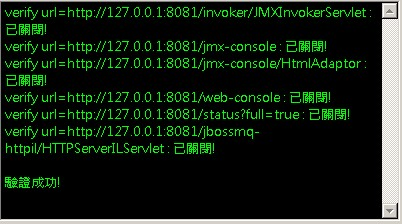 verify url=http://127.0.0.1:8081/invoker/JMXInvokerServlet :
已關閉!
verify url=http://127.0.0.1:8081/jmx-console : 已關閉!
verify url=http://127.0.0.1:8081/jmx-console/HtmlAdaptor :
已關閉!
verify url=http://127.0.0.1:8081/web-console : 已關閉!
verify url=http://127.0.0.1:8081/status?full=true : 已關閉!
verify url=http://127.0.0.1:8081/jbossmq-
httpil/HTTPServerILServlet : 已關閉!
驗證成功!